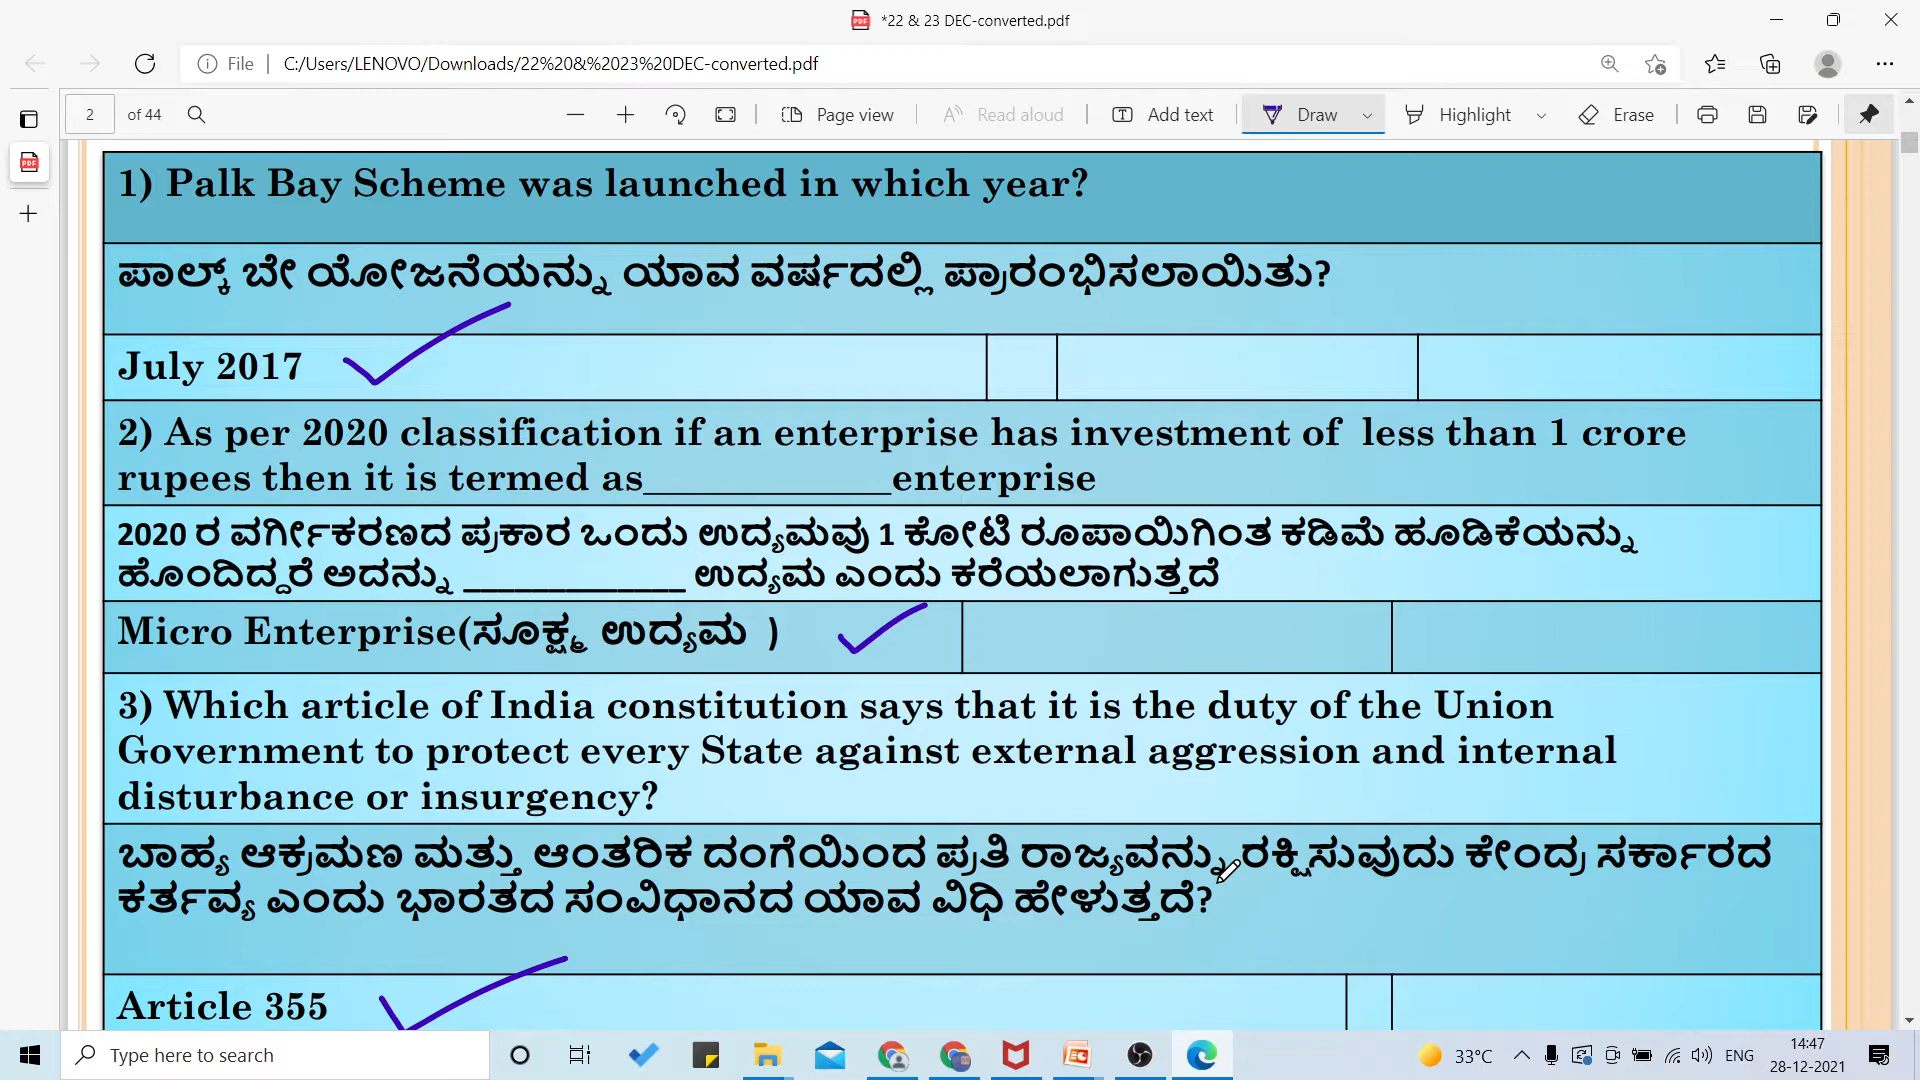 *22 & 23 DEC-converted.pdf
File
C:/Users/LENOVO/Downloads/22%20&%2023%20DEC-converted.pdf
2 of 44
Page view
Read aloud
Add text
Draw
Highlight
Erase
1) Palk Bay Scheme was launched in which year?
ಪಾಲ್ಕ್ ಬೇ ಯೋಜನೆಯನ್ನು ಯಾವ ವರ್ಷದಲ್ಲಿ ಪ್ರಾರಂಭಿಸಲಾಯಿತು?
July 2017
2) As per 2020 classification if an enterprise has investment of less than 1 crore
rupees then it is termed as____________enterprise
2020 ರ ವರ್ಗೀಕರಣದ ಪ್ರಕಾರ ಒಂದು ಉದ್ಯಮವು 1 ಕೋಟಿ ರೂಪಾಯಿಗಿಂತ ಕಡಿಮೆ ಹೂಡಿಕೆಯನ್ನು
ಹೊಂದಿದ್ದರೆ ಅದನ್ನು _____________ ಉದ್ಯಮ ಎಂದು ಕರೆಯಲಾಗುತ್ತದೆ
Micro Enterprise(ಸೂಕ್ಷ್ಮ ಉದ್ಯಮ )
3) Which article of India constitution says that it is the duty of the Union
Government to protect every State against external aggression and internal
disturbance or insurgency?
ಬಾಹ್ಯ ಆಕ್ರಮಣ ಮತ್ತು ಆಂತರಿಕ ದಂಗೆಯಿಂದ ಪ್ರತಿ ರಾಜ್ಯವನ್ನು ರಕ್ಷಿಸುವುದು ಕೇಂದ್ರ ಸರ್ಕಾರದ
ಕರ್ತವ್ಯ ಎಂದು ಭಾರತದ ಸಂವಿಧಾನದ ಯಾವ ವಿಧಿ ಹೇಳುತ್ತದೆ?
Article 355
Type here to search
33°C
ENG
14:47
28-12-2021